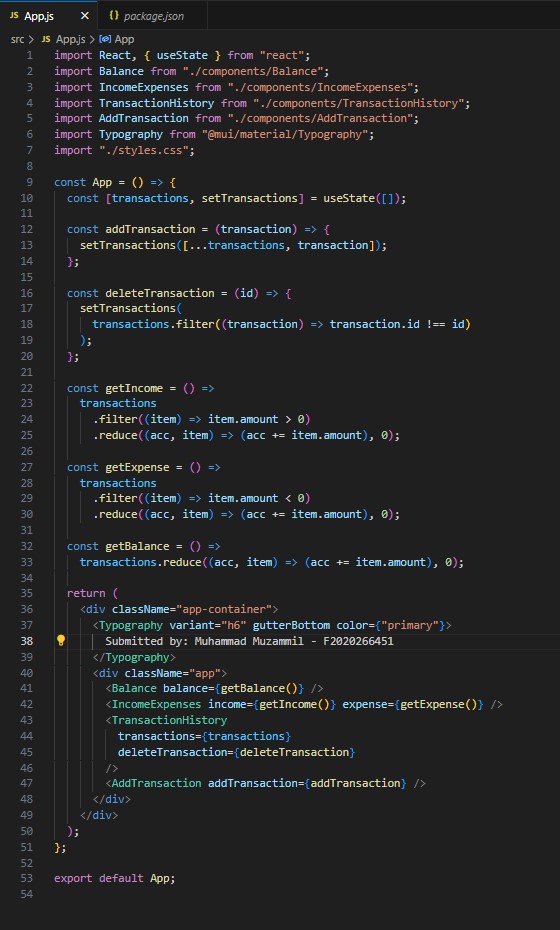 JS App.js ✕ {} package.json
src > JS App.js > App
1 import React, { useState } from "react";
2 import Balance from "./components/Balance";
3 import IncomeExpenses from "./components/IncomeExpenses";
4 import TransactionHistory from "./components/TransactionHistory";
5 import AddTransaction from "./components/AddTransaction";
6 import Typography from "@mui/material/Typography";
7 import "./styles.css";
8
9 const App = () => {
10   const [transactions, setTransactions] = useState([]);
11
12   const addTransaction = (transaction) => {
13     setTransactions([...transactions, transaction]);
14   };
15
16   const deleteTransaction = (id) => {
17     setTransactions(
18       transactions.filter((transaction) => transaction.id !== id)
19     );
20   };
21
22   const getIncome = () =>
23     transactions
24       .filter((item) => item.amount > 0)
25       .reduce((acc, item) => (acc += item.amount), 0);
26
27   const getExpense = () =>
28     transactions
29       .filter((item) => item.amount < 0)
30       .reduce((acc, item) => (acc += item.amount), 0);
31
32   const getBalance = () =>
33     transactions.reduce((acc, item) => (acc += item.amount), 0);
34
35   return (
36     <div className="app-container">
37       <Typography variant="h6" gutterBottom color={"primary"}>
38         Submitted by: Muhammad Muzammil - F2020266451
39       </Typography>
40       <div className="app">
41         <Balance balance={getBalance()} />
42         <IncomeExpenses income={getIncome()} expense={getExpense()} />
43         <TransactionHistory
44           transactions={transactions}
45           deleteTransaction={deleteTransaction}
46         />
47         <AddTransaction addTransaction={addTransaction} />
48       </div>
49     </div>
50   );
51 };
52
53 export default App;
54